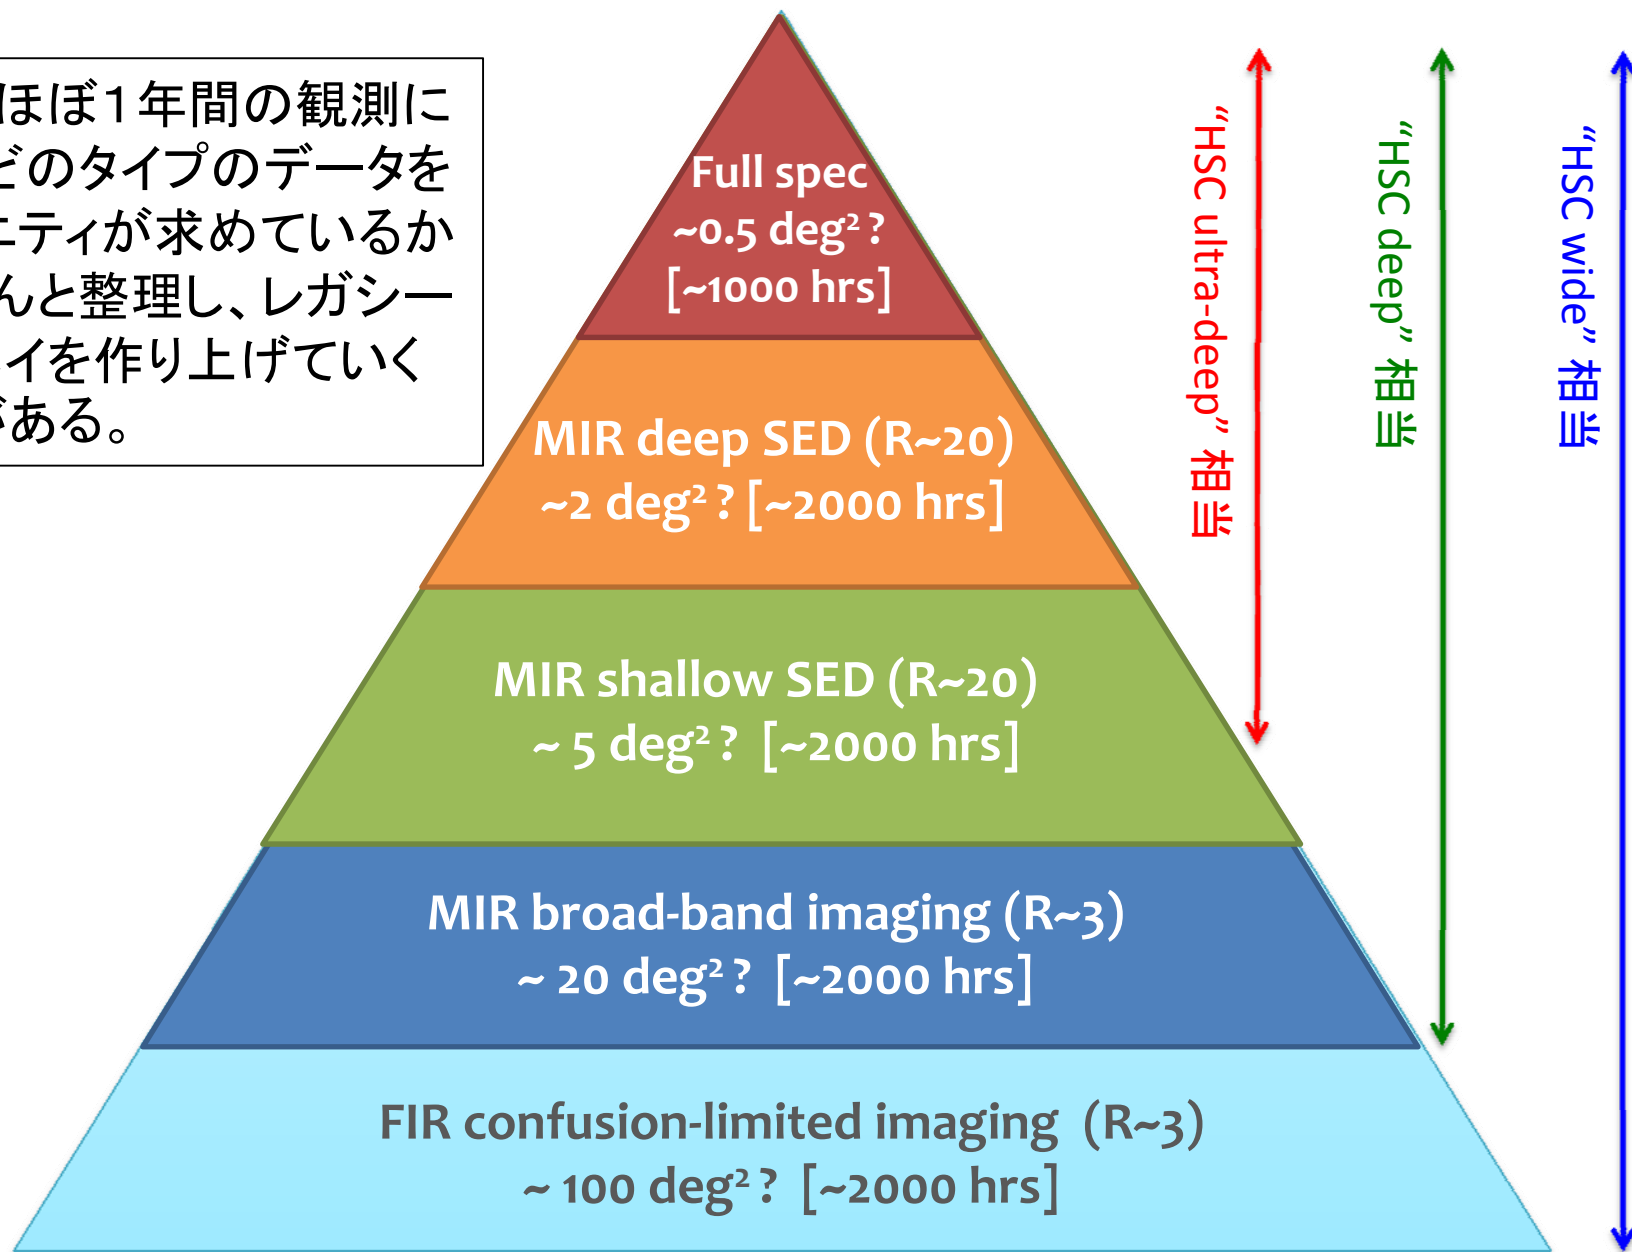 ほぼ1年間の観測に
どのタイプのデータを
ニティが求めているか
んと整理し、レガシー
イを作り上げていく
がある。
Full spec
~0.5 deg² ?
[~1000 hrs]
MIR deep SED (R~20)
~2 deg² ? [~2000 hrs]
MIR shallow SED (R~20)
~ 5 deg² ? [~2000 hrs]
MIR broad-band imaging (R~3)
~ 20 deg² ? [~2000 hrs]
FIR confusion-limited imaging (R~3)
~ 100 deg² ? [~2000 hrs]
“HSC ultra-deep” 相当
“HSC deep” 相当
“HSC wide” 相当